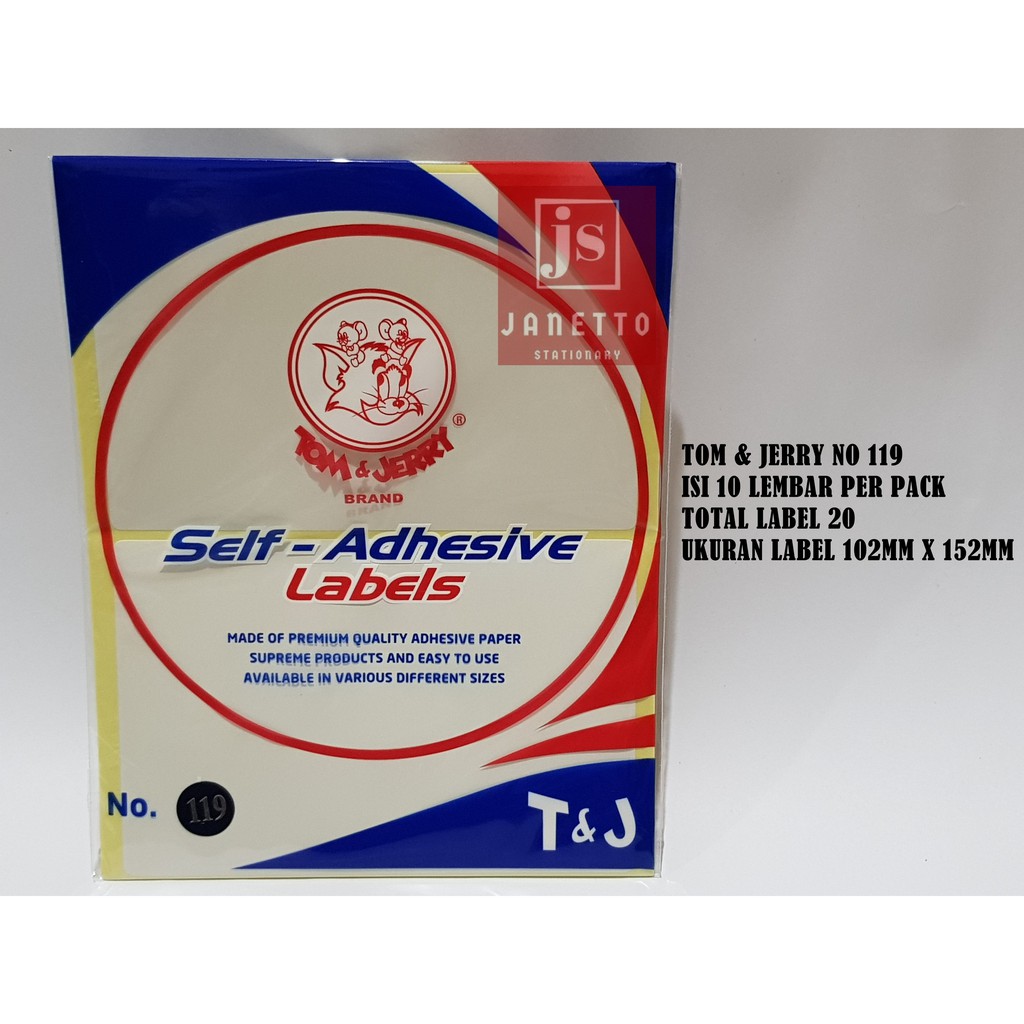 js
JANETTO
STATIONARY
TOM & JERRY ®
BRAND
Self - Adhesive
Labels
MADE OF PREMIUM QUALITY ADHESIVE PAPER
SUPREME PRODUCTS AND EASY TO USE
AVAILABLE IN VARIOUS DIFFERENT SIZES
No. 119
T&J
TOM & JERRY NO 119
ISI 10 LEMBAR PER PACK
TOTAL LABEL 20
UKURAN LABEL 102MM X 152MM